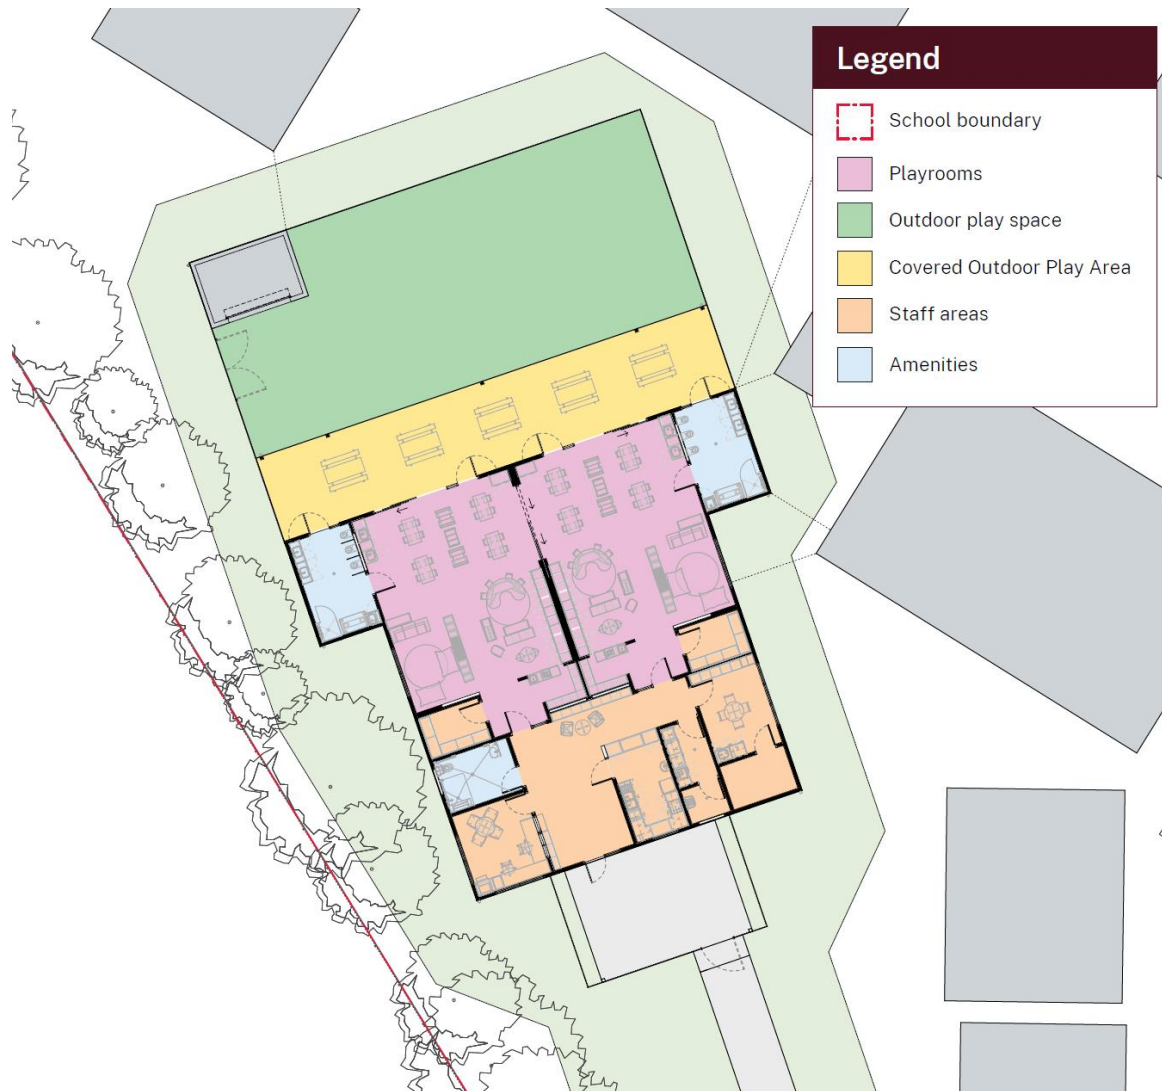 Legend
School boundary
Playrooms
Outdoor play space
Covered Outdoor Play Area
Staff areas
Amenities